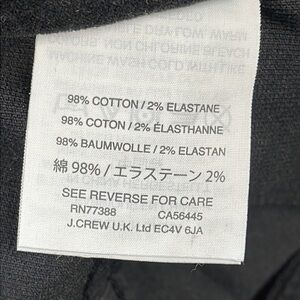 98% COTTON / 2% ELASTANE
98% COTON / 2% ÉLASTHANNE
98% BAUMWOLLE / 2% ELASTAN
綿 98% / エラステーン 2%
SEE REVERSE FOR CARE
RN77388 CA56445
J.CREW U.K. Ltd EC4V 6JA